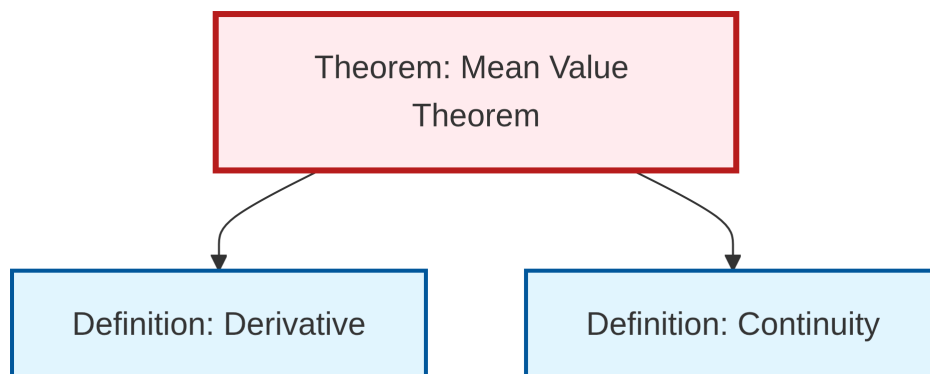 Theorem: Mean Value
Theorem
Definition: Derivative
Definition: Continuity